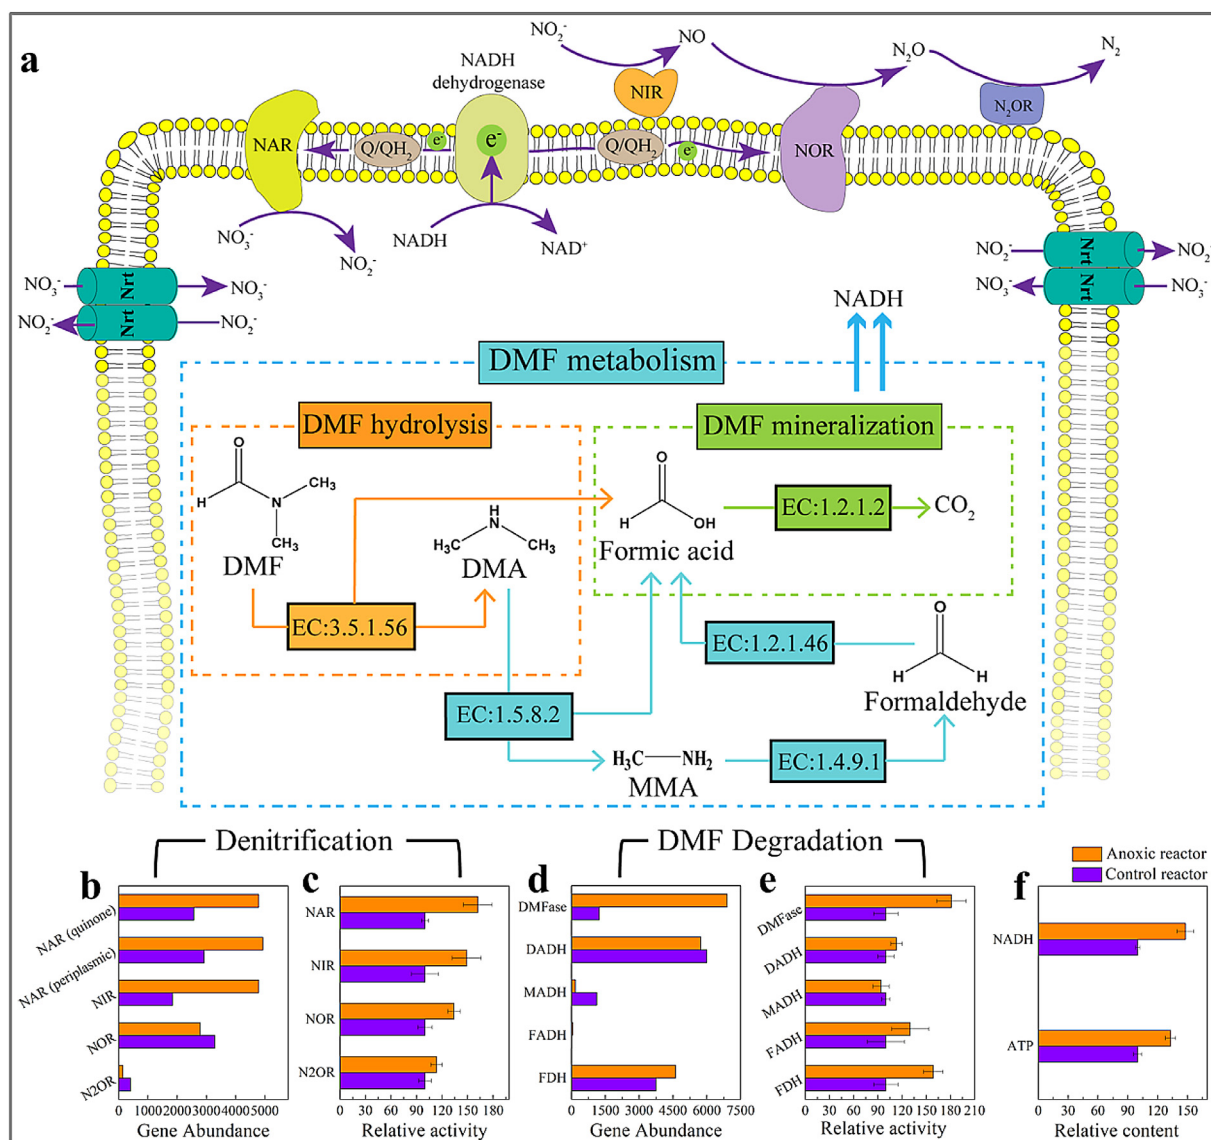 a
NO₂⁻ NO N₂O N₂
NADH
dehydrogenase
NIR
N₂OR
NAR Q/QH₂ e⁻ e⁻ Q/QH₂ e⁻ NOR
NO₃⁻ NO₂⁻ NADH NAD⁺
NO₂⁻ Nrt NO₂⁻
NO₃⁻ Nrt NO₃⁻
NO₃⁻ Nrt NO₃⁻
NO₂⁻ Nrt NO₂⁻
NADH
DMF metabolism
DMF hydrolysis
DMF mineralization
O
H N CH₃
CH₃
DMF
H
N
H₃C CH₃
DMA
O
H OH
Formic acid
EC:1.2.1.2
CO₂
EC:3.5.1.56
EC:1.2.1.46
O
H H
Formaldehyde
EC:1.5.8.2
H₃C—NH₂
MMA
EC:1.4.9.1
Denitrification
DMF Degradation
Anoxic reactor
Control reactor
b
NAR (quinone)
NAR (periplasmic)
NIR
NOR
N2OR
0 1000 2000 3000 4000 5000
Gene Abundance
c
NAR
NIR
NOR
N2OR
0 30 60 90 120 150 180
Relative activity
d
DMFase
DADH
MADH
FADH
FDH
0 1500 3000 4500 6000 7500
Gene Abundance
e
DMFase
DADH
MADH
FADH
FDH
0 30 60 90 120 150 180 210
Relative activity
f
NADH
ATP
0 30 60 90 120 150
Relative content